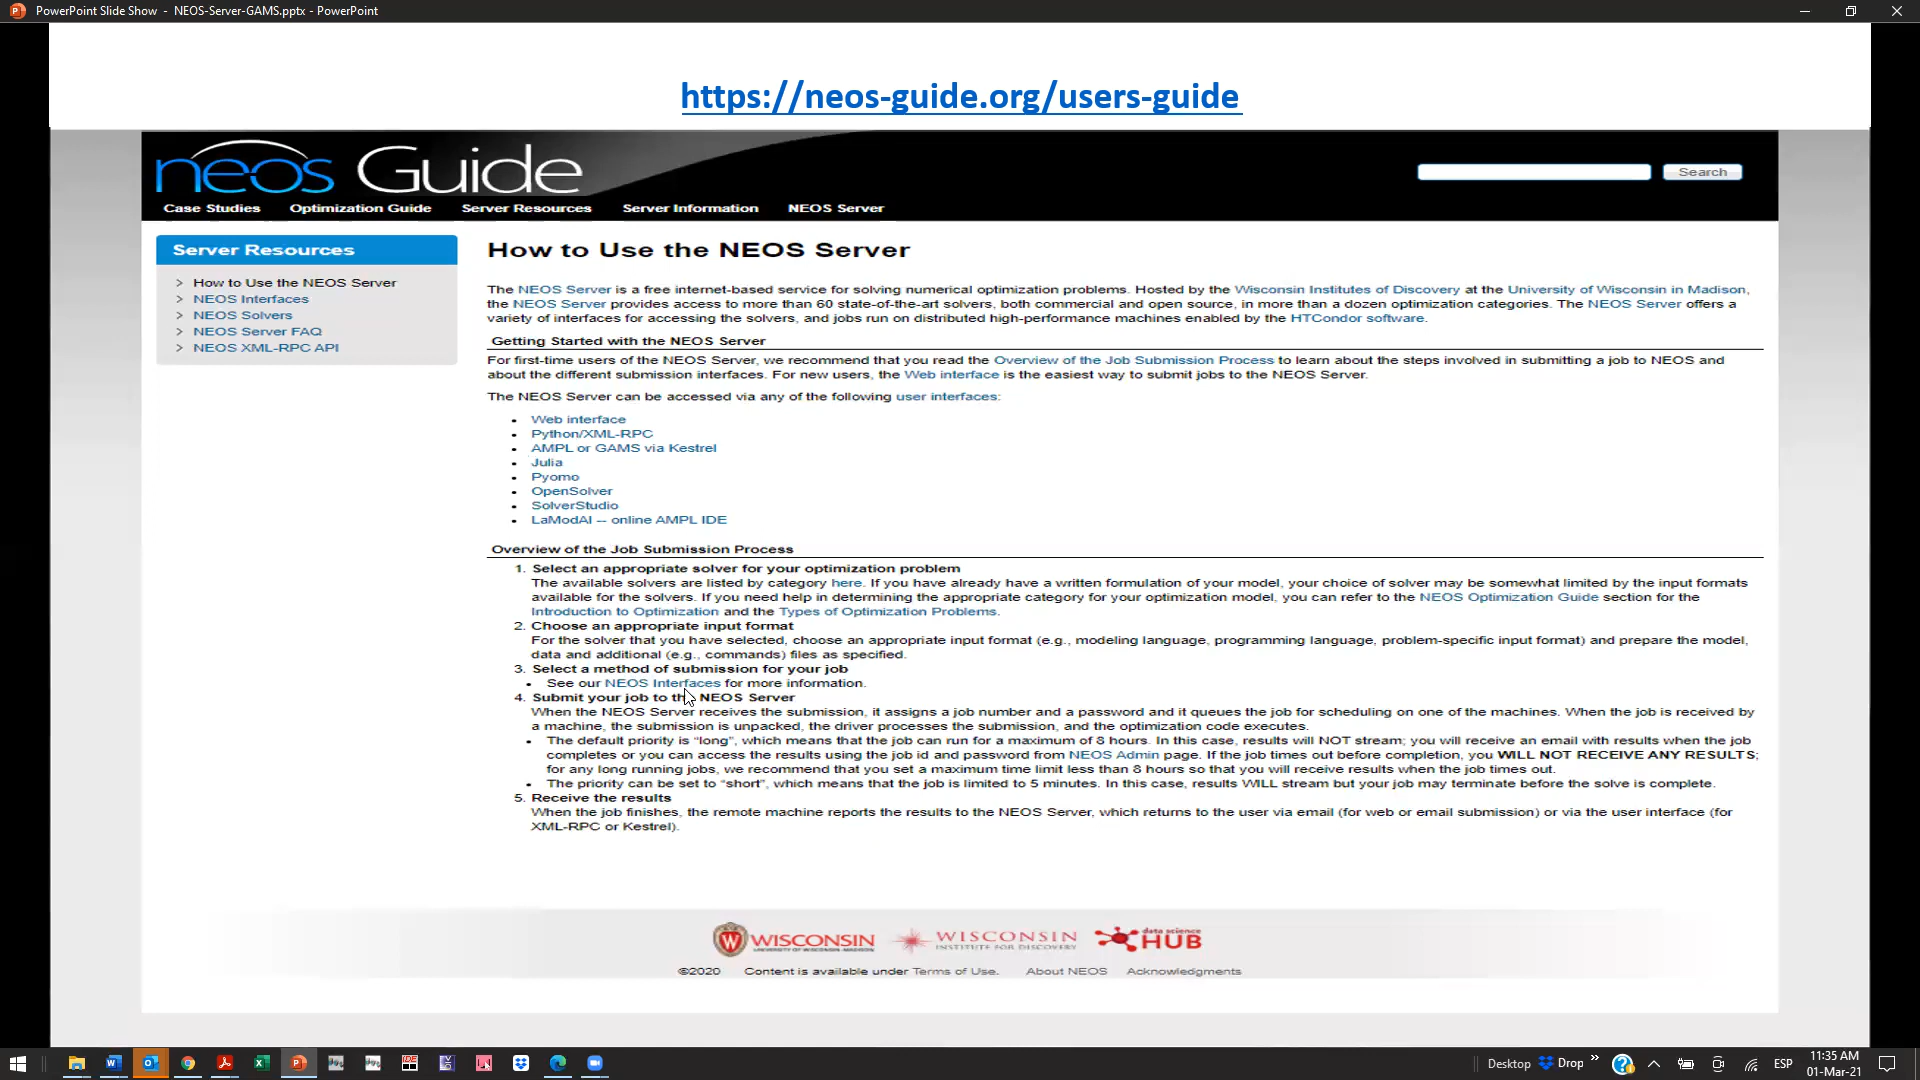 PowerPoint Slide Show - NEOS-Server-GAMS.pptx - PowerPoint
https://neos-guide.org/users-guide
neos Guide
Search
Case Studies Optimization Guide Server Resources Server Information NEOS Server
Server Resources
> How to Use the NEOS Server
> NEOS Interfaces
> NEOS Solvers
> NEOS Server FAQ
> NEOS XML-RPC API
How to Use the NEOS Server
The NEOS Server is a free internet-based service for solving numerical optimization problems. Hosted by the Wisconsin Institutes of Discovery at the University of Wisconsin in Madison,
the NEOS Server provides access to more than 60 state-of-the-art solvers, both commercial and open source, in more than a dozen optimization categories. The NEOS Server offers a
variety of interfaces for accessing the solvers, and jobs run on distributed high-performance machines enabled by the HTCondor software.
Getting Started with the NEOS Server
For first-time users of the NEOS Server, we recommend that you read the Overview of the Job Submission Process to learn about the steps involved in submitting a job to NEOS and
about the different submission interfaces. For new users, the Web interface is the easiest way to submit jobs to the NEOS Server.
The NEOS Server can be accessed via any of the following user interfaces:
• Web interface
• Python/XML-RPC
• AMPL or GAMS via Kestrel
• Julia
• Pyomo
• OpenSolver
• SolverStudio
• LaModAl -- online AMPL IDE
Overview of the Job Submission Process
1. Select an appropriate solver for your optimization problem
The available solvers are listed by category here. If you have already have a written formulation of your model, your choice of solver may be somewhat limited by the input formats
available for the solvers. If you need help in determining the appropriate category for your optimization model, you can refer to the NEOS Optimization Guide section for the
Introduction to Optimization and the Types of Optimization Problems.
2. Choose an appropriate input format
For the solver that you have selected, choose an appropriate input format (e.g., modeling language, programming language, problem-specific input format) and prepare the model,
data and additional (e.g., commands) files as specified.
3. Select a method of submission for your job
• See our NEOS Interfaces for more information.
4. Submit your job to the NEOS Server
When the NEOS Server receives the submission, it assigns a job number and a password and it queues the job for scheduling on one of the machines. When the job is received by
a machine, the submission is unpacked, the driver processes the submission, and the optimization code executes.
• The default priority is “long”, which means that the job can run for a maximum of 8 hours. In this case, results will NOT stream; you will receive an email with results when the job
completes or you can access the results using the job id and password from NEOS Admin page. If the job times out before completion, you WILL NOT RECEIVE ANY RESULTS;
for any long running jobs, we recommend that you set a maximum time limit less than 8 hours so that you will receive results when the job times out.
• The priority can be set to “short”, which means that the job is limited to 5 minutes. In this case, results WILL stream but your job may terminate before the solve is complete.
5. Receive the results
When the job finishes, the remote machine reports the results to the NEOS Server, which returns to the user via email (for web or email submission) or via the user interface (for
XML-RPC or Kestrel).
WISCONSIN
UNIVERSITY OF WISCONSIN-MADISON
WISCONSIN
INSTITUTE FOR DISCOVERY
data science
HUB
©2020 Content is available under Terms of Use. About NEOS Acknowledgments
Desktop Drop » ESP
11:35 AM
01-Mar-21